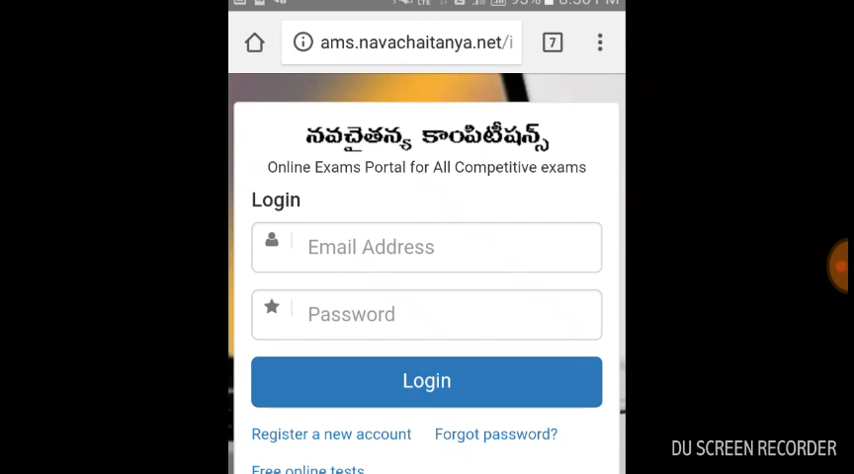 ams.navachaitanya.net/i
7
నవచైతన్య కాంపిటీషన్స్
Online Exams Portal for All Competitive exams
Login
Email Address
Password
Login
Register a new account Forgot password?
Free online tests
DU SCREEN RECORDER